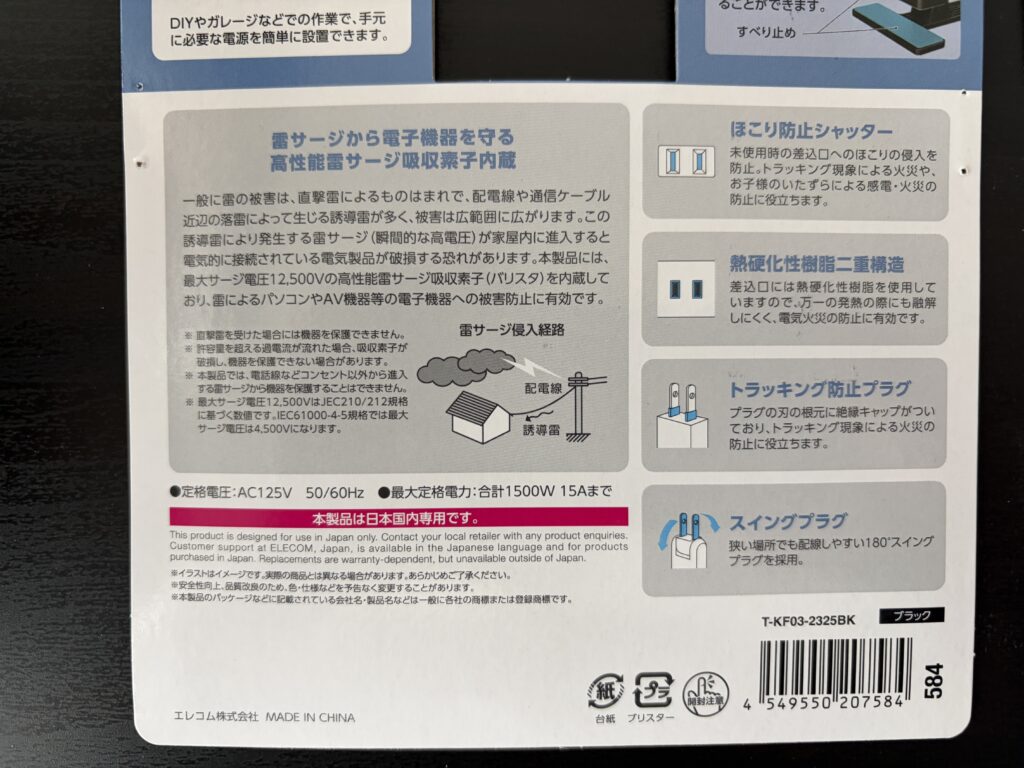 DIYやガレージなどでの作業で、手元
に必要な電源を簡単に設置できます。
ることができます。
すべり止め
雷サージから電子機器を守る
高性能雷サージ吸収素子内蔵
一般に雷の被害は、直撃雷によるものはまれで、配電線や通信ケーブル
近辺の落雷によって生じる誘導雷が多く、被害は広範囲に広がります。この
誘導雷により発生する雷サージ（瞬間的な高電圧）が家屋内に進入すると
電気的に接続されている電気製品が破損する恐れがあります。本製品には、
最大サージ電圧12,500Vの高性能雷サージ吸収素子（バリスタ）を内蔵して
おり、雷によるパソコンやAV機器等の電子機器への被害防止に有効です。
※ 直撃雷を受けた場合には機器を保護できません。
※ 許容量を超える過電流が流れた場合、吸収素子が
破損し、機器を保護できない場合があります。
※ 本製品では、電話線などコンセント以外から進入
する雷サージから機器を保護することはできません。
※ 最大サージ電圧12,500VはJEC210/212規格
に基づく数値です。IEC61000-4-5規格では最大
サージ電圧は4,500Vになります。
雷サージ侵入経路
配電線
誘導雷
●定格電圧：AC125V 50/60Hz ●最大定格電力：合計1500W 15Aまで
本製品は日本国内専用です。
This product is designed for use in Japan only. Contact your local retailer with any product enquiries.
Customer support at ELECOM, Japan, is available in the Japanese language and for products
purchased in Japan. Replacements are warranty-dependent, but unavailable outside of Japan.
※イラストはイメージです。実際の商品とは異なる場合があります。あらかじめご了承ください。
※安全性向上、品質改良のため、色・仕様などを予告なく変更することがあります。
※本製品のパッケージなどに記載されている会社名・製品名などは一般に各社の商標または登録商標です。
エレコム株式会社 MADE IN CHINA
ほこり防止シャッター
未使用時の差込口へのほこりの侵入を
防止。トラッキング現象による火災や、
お子様のいたずらによる感電・火災の
防止に役立ちます。
熱硬化性樹脂二重構造
差込口には熱硬化性樹脂を使用して
いますので、万一の発熱の際にも融解
しにくく、電気火災の防止に有効です。
トラッキング防止プラグ
プラグの刃の根元に絶縁キャップがつい
ており、トラッキング現象による火災の
防止に役立ちます。
スイングプラグ
狭い場所でも配線しやすい180°スイング
プラグを採用。
T-KF03-2325BK ブラック
紙
台紙
プラ
ブリスター
開封注意
4 549550 207584
584